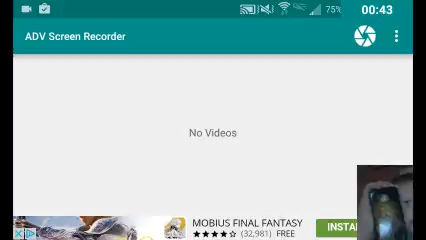 75%
00:43
ADV Screen Recorder
No Videos
MOBIUS FINAL FANTASY
(32,981) FREE
INSTA